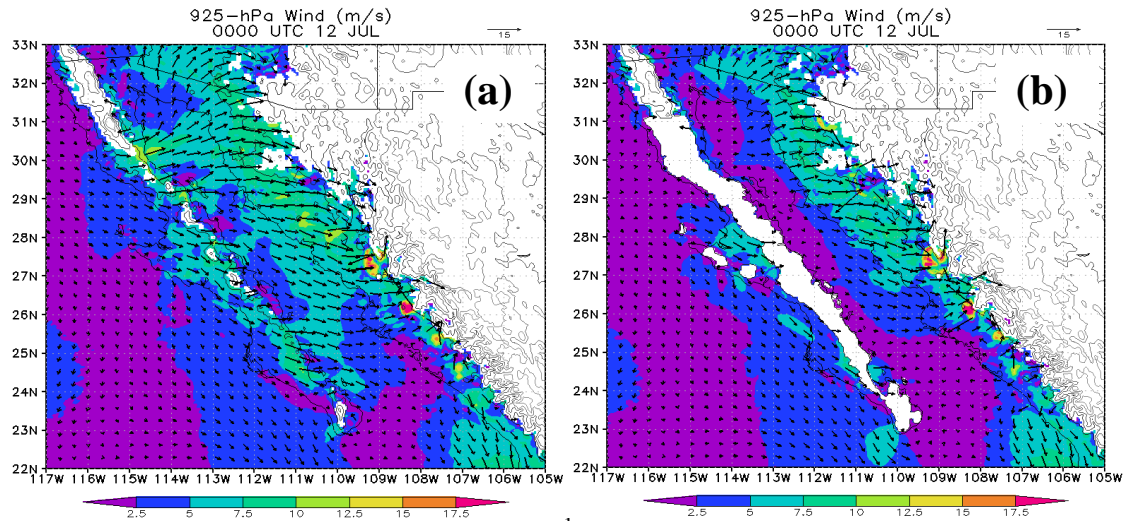 925-hPa Wind (m/s)
0000 UTC 12 JUL
15
(a)
33N
32N
31N
30N
29N
28N
27N
26N
25N
24N
23N
22N
117W 116W 115W 114W 113W 112W 111W 110W 109W 108W 107W 106W 105W
2.5 5 7.5 10 12.5 15 17.5
925-hPa Wind (m/s)
0000 UTC 12 JUL
15
(b)
33N
32N
31N
30N
29N
28N
27N
26N
25N
24N
23N
22N
117W 116W 115W 114W 113W 112W 111W 110W 109W 108W 107W 106W 105W
2.5 5 7.5 10 12.5 15 17.5